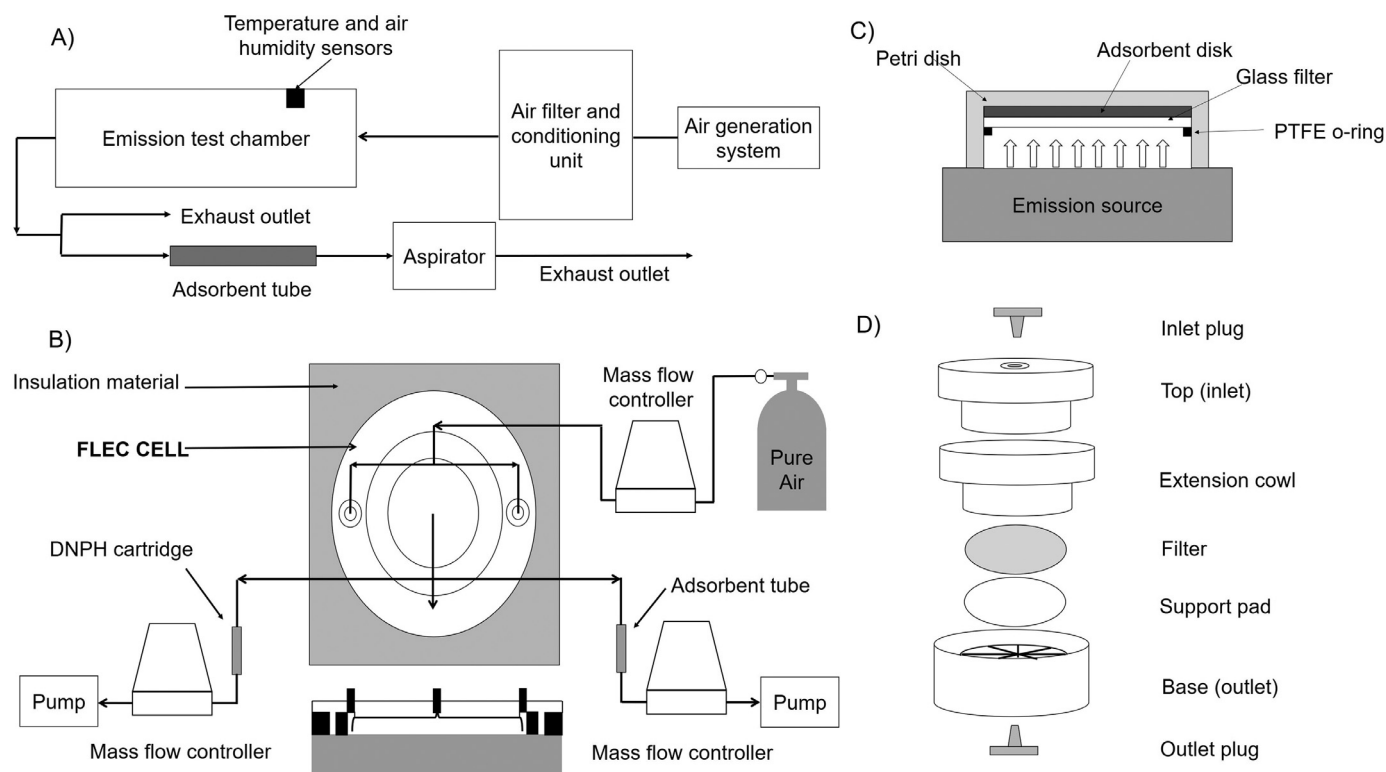 A)
Temperature and air
humidity sensors
Emission test chamber
Air filter and
conditioning
unit
Air generation
system
Exhaust outlet
Adsorbent tube
Aspirator
Exhaust outlet
B)
Insulation material
FLEC CELL
Mass flow
controller
Pure
Air
DNPH cartridge
Adsorbent tube
Pump
Mass flow controller
Mass flow controller
Pump
C)
Petri dish
Adsorbent disk
Glass filter
PTFE o-ring
Emission source
D)
Inlet plug
Top (inlet)
Extension cowl
Filter
Support pad
Base (outlet)
Outlet plug